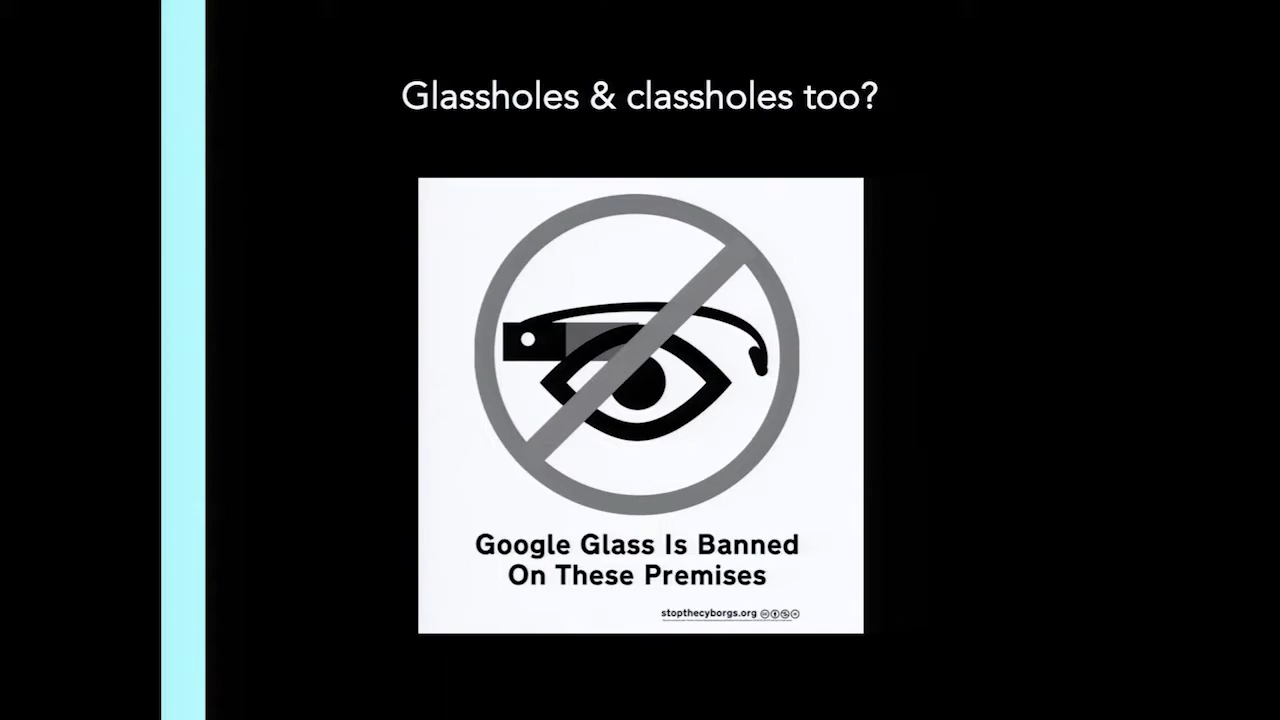 Glassholes & classholes too?
Google Glass Is Banned
On These Premises
stopthecyborgs.org